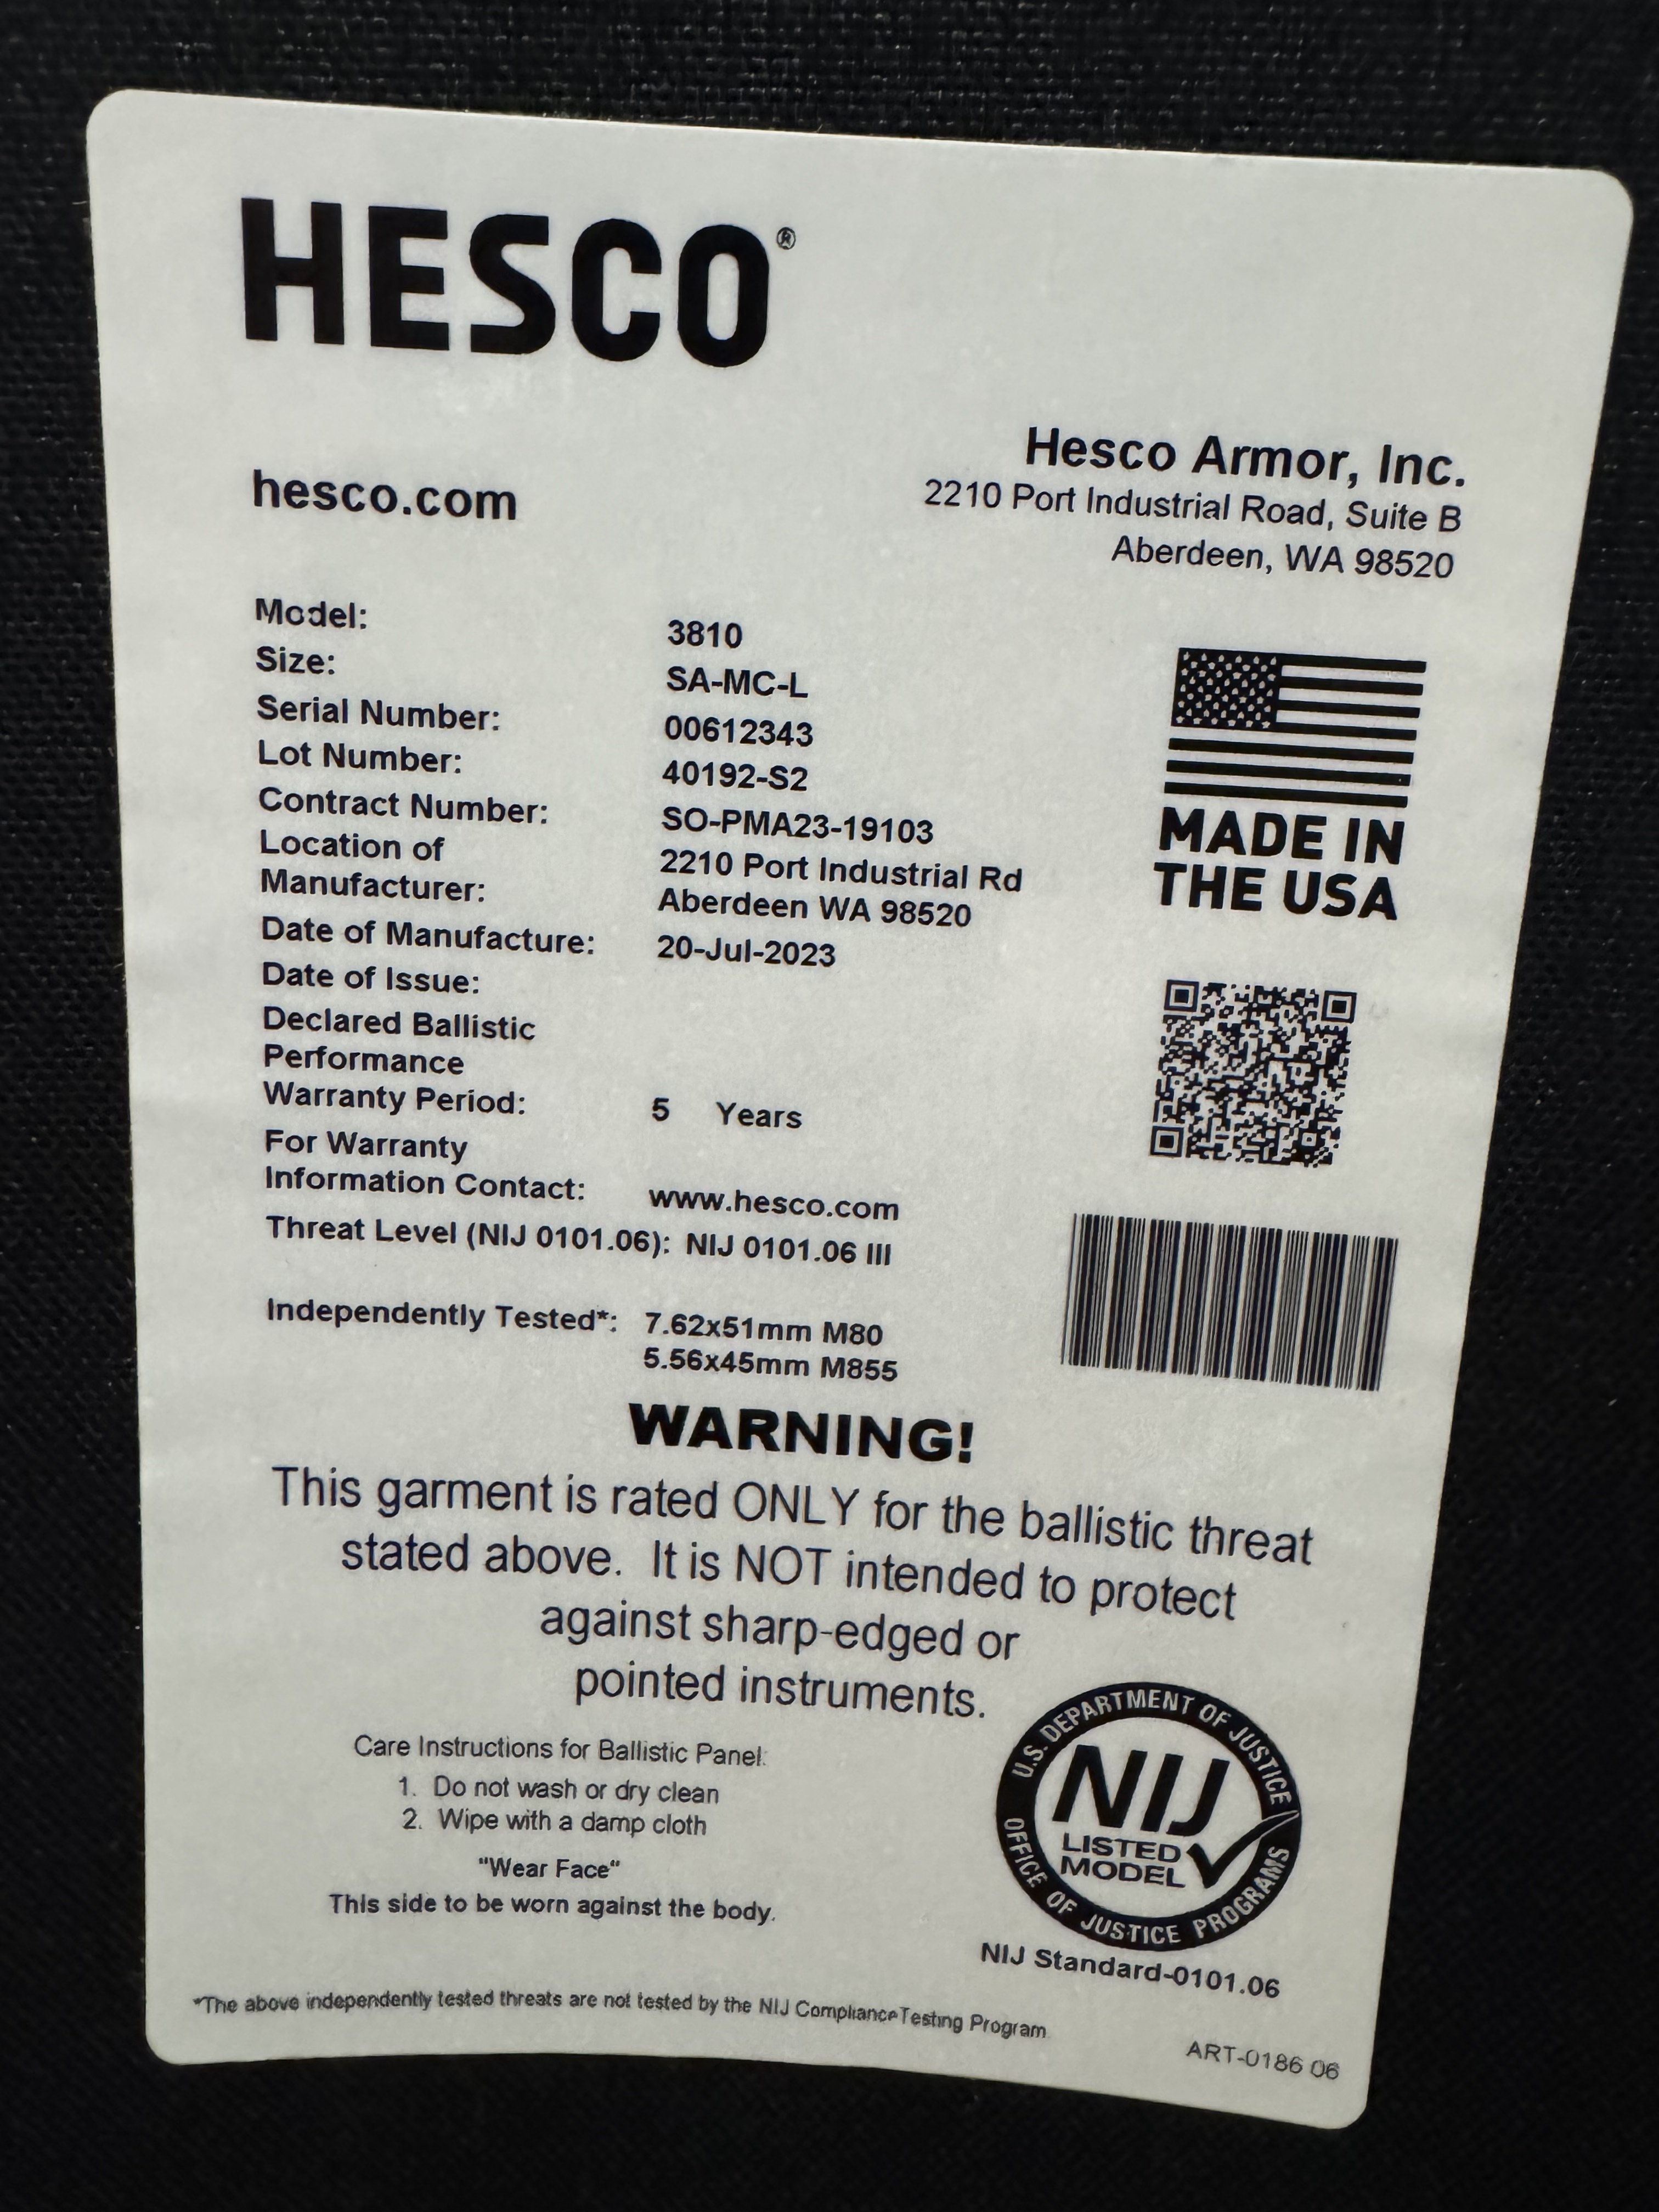 HESCO®
hesco.com
Hesco Armor, Inc.
2210 Port Industrial Road, Suite B
Aberdeen, WA 98520
Model: 3810
Size: SA-MC-L
Serial Number: 00612343
Lot Number: 40192-S2
Contract Number: SO-PMA23-19103
Location of 2210 Port Industrial Rd
Manufacturer: Aberdeen WA 98520
Date of Manufacture: 20-Jul-2023
Date of Issue:
Declared Ballistic
Performance
Warranty Period: 5 Years
For Warranty
Information Contact: www.hesco.com
Threat Level (NIJ 0101.06): NIJ 0101.06 III
Independently Tested*: 7.62x51mm M80
5.56x45mm M855
MADE IN
THE USA
WARNING!
This garment is rated ONLY for the ballistic threat
stated above. It is NOT intended to protect
against sharp-edged or
pointed instruments.
Care Instructions for Ballistic Panel:
1. Do not wash or dry clean
2. Wipe with a damp cloth
"Wear Face"
This side to be worn against the body.
U.S. DEPARTMENT OF JUSTICE
NIJ
LISTED
MODEL
OFFICE OF JUSTICE PROGRAMS
NIJ Standard-0101.06
*The above independently tested threats are not tested by the NIJ Compliance Testing Program
ART-0186 06